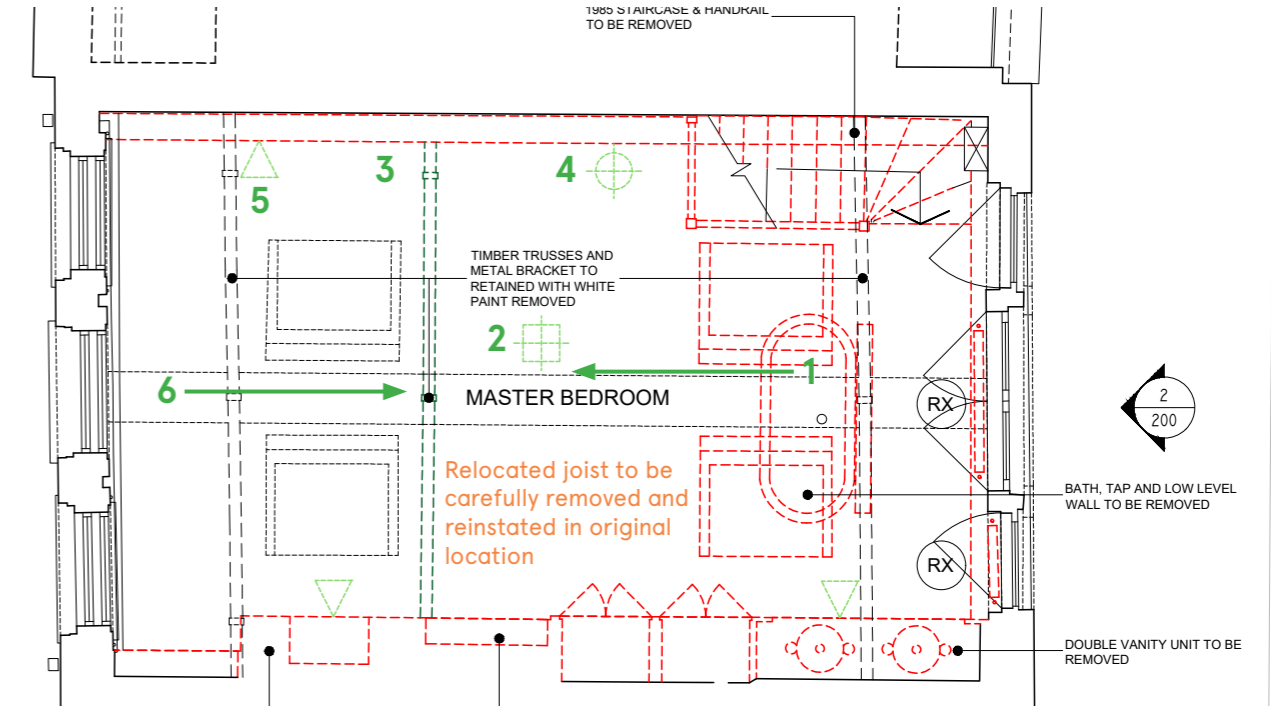 1985 STAIRCASE & HANDRAIL
TO BE REMOVED
3
4
5
TIMBER TRUSSES AND
METAL BRACKET TO
RETAINED WITH WHITE
PAINT REMOVED
2
1
6
MASTER BEDROOM
RX
2
200
Relocated joist to be
carefully removed and
reinstated in original
location
BATH, TAP AND LOW LEVEL
WALL TO BE REMOVED
RX
DOUBLE VANITY UNIT TO BE
REMOVED